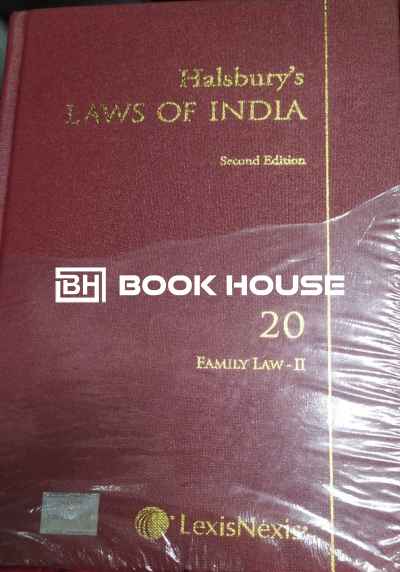 Halsbury's
LAWS OF INDIA
Second Edition
BH BOOK HOUSE
20
FAMILY LAW - II
LexisNexis®